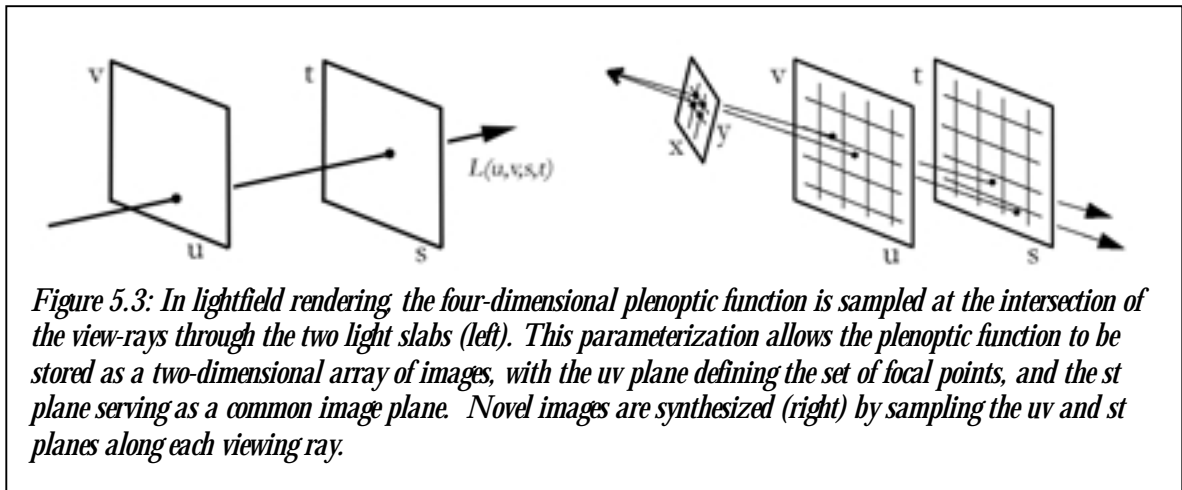 v
t
L(u,v,s,t)
u
s
x
y
v
t
u
s
Figure 5.3: In lightfield rendering, the four-dimensional plenoptic function is sampled at the intersection of
the view-rays through the two light slabs (left). This parameterization allows the plenoptic function to be
stored as a two-dimensional array of images, with the uv plane defining the set of focal points, and the st
plane serving as a common image plane. Novel images are synthesized (right) by sampling the uv and st
planes along each viewing ray.